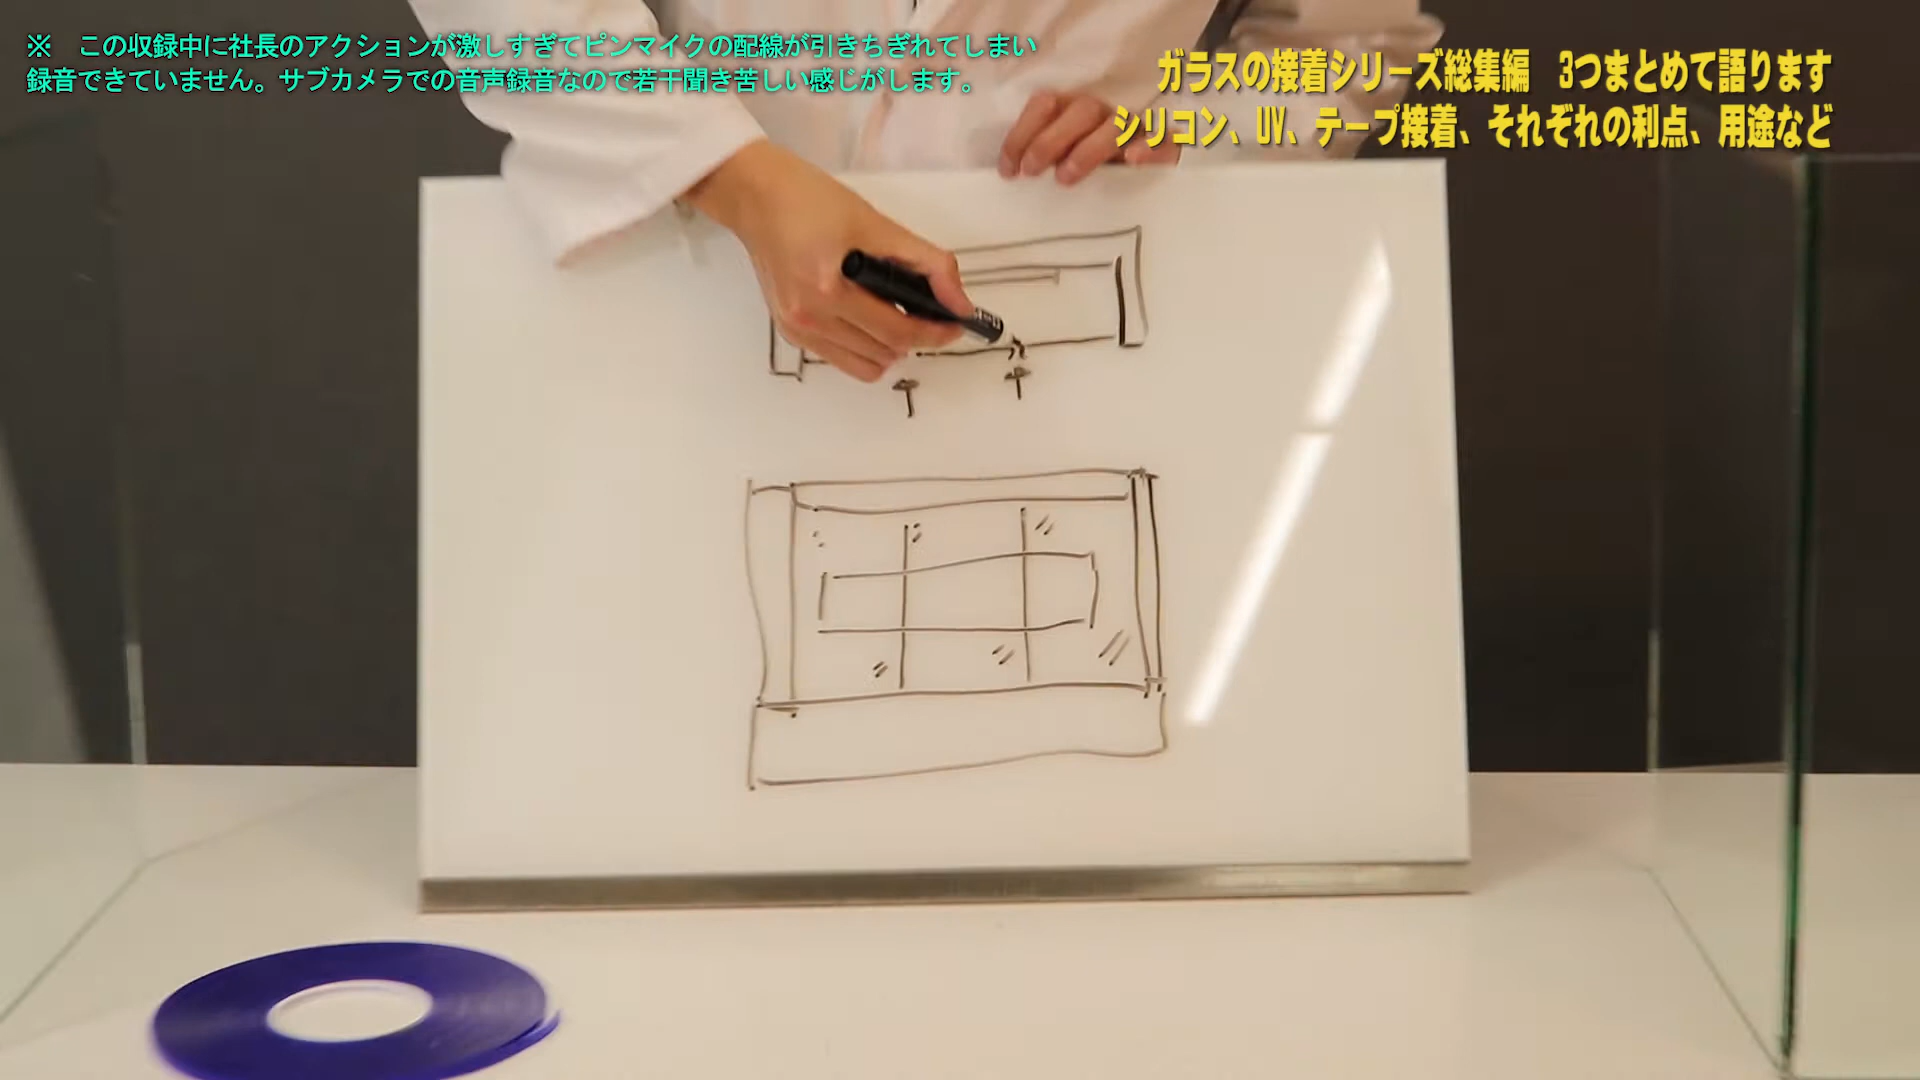 ※　この収録中に社長のアクションが激しすぎてピンマイクの配線が引きちぎれてしまい
録音できていません。サブカメラでの音声録音なので若干聞き苦しい感じがします。
ガラスの接着シリーズ総集編　3つまとめて語ります
シリコン、UV、テープ接着、それぞれの利点、用途など